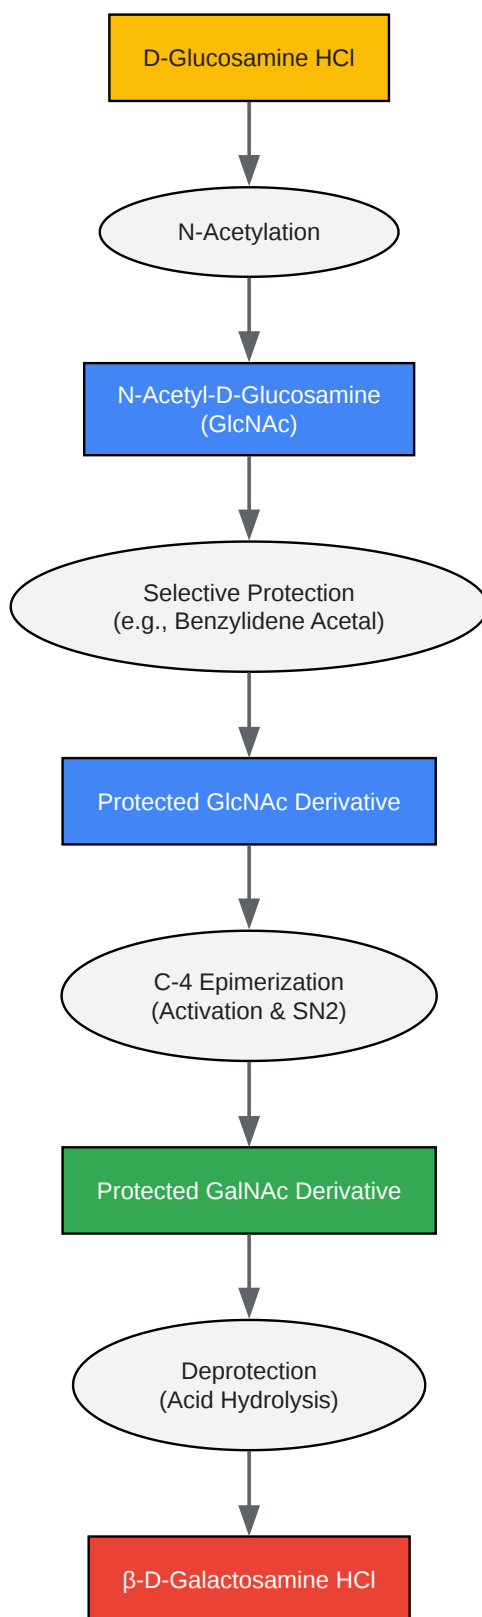 D-Glucosamine HCl
N-Acetylation
N-Acetyl-D-Glucosamine
(GlcNAc)
Selective Protection
(e.g., Benzylidene Acetal)
Protected GlcNAc Derivative
C-4 Epimerization
(Activation & SN2)
Protected GalNAc Derivative
Deprotection
(Acid Hydrolysis)
β-D-Galactosamine HCl